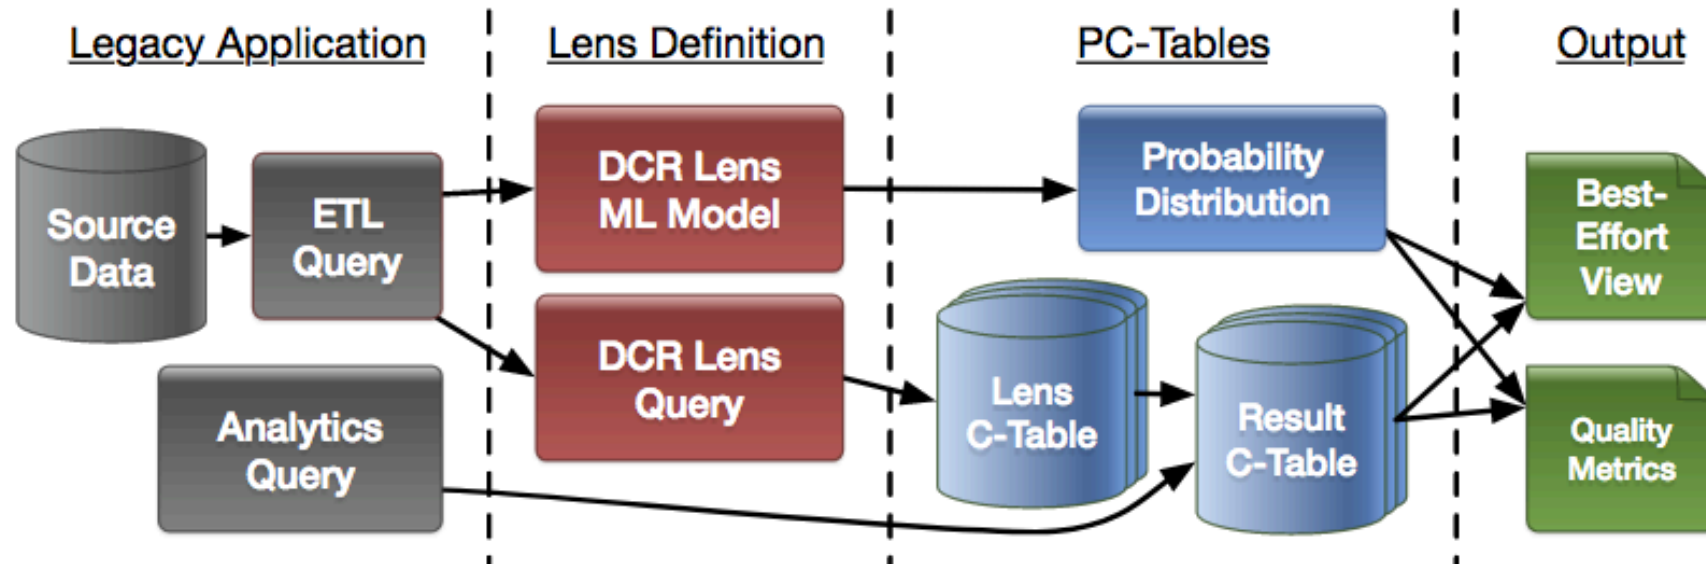 Legacy Application
Lens Definition
PC-Tables
Output
Source
Data
ETL
Query
Analytics
Query
DCR Lens
ML Model
DCR Lens
Query
Probability
Distribution
Lens
C-Table
Result
C-Table
Best-
Effort
View
Quality
Metrics